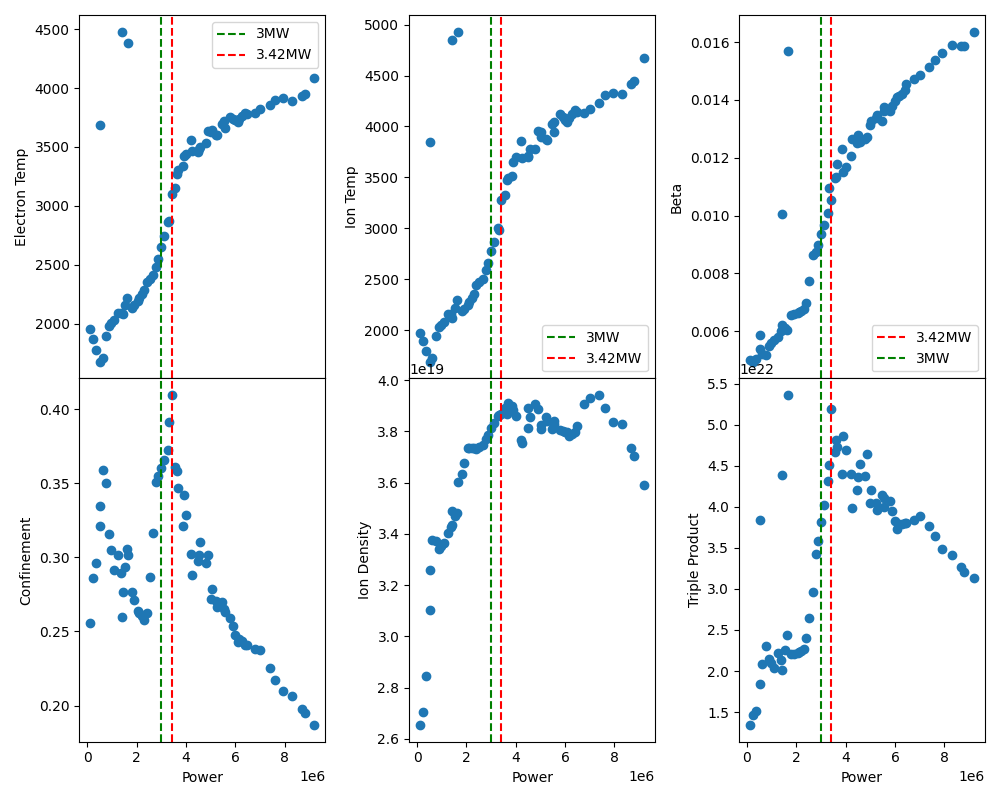 4500
4000
3500
3000
2500
2000
Electron Temp
3MW
3.42MW
5000
4500
4000
3500
3000
2500
2000
Ion Temp
3MW
3.42MW
0.016
0.014
0.012
0.010
0.008
0.006
Beta
3.42MW
3MW
0.40
0.35
0.30
0.25
0.20
Confinement
0 2 4 6 8
Power
1e6
1e19
4.0
3.8
3.6
3.4
3.2
3.0
2.8
2.6
Ion Density
0 2 4 6 8
Power
1e6
1e22
5.5
5.0
4.5
4.0
3.5
3.0
2.5
2.0
1.5
Triple Product
0 2 4 6 8
Power
1e6